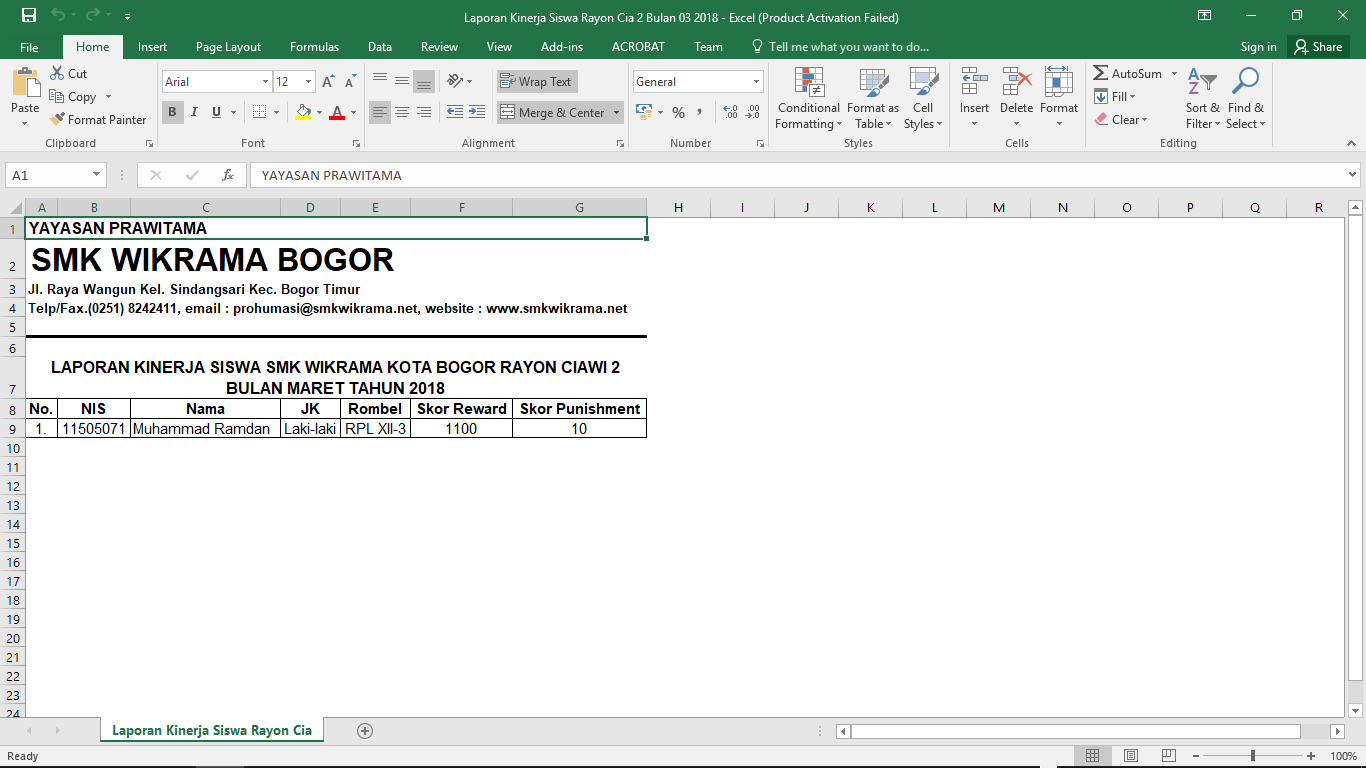 Laporan Kinerja Siswa Rayon Cia 2 Bulan 03 2018 - Excel (Product Activation Failed)
File Home Insert Page Layout Formulas Data Review View Add-ins ACROBAT Team Tell me what you want to do... Sign in Share
Paste
Cut
Copy
Format Painter
Clipboard
Arial 12
B I U
Font
Wrap Text
Merge & Center
Alignment
General
%
Number
Conditional Formatting
Format as Table
Cell Styles
Styles
Insert Delete Format
Cells
AutoSum
Fill
Clear
Sort & Filter
Find & Select
Editing
A1 fx YAYASAN PRAWITAMA
A B C D E F G H I J K L M N O P Q R
1 YAYASAN PRAWITAMA
2 SMK WIKRAMA BOGOR
3 Jl. Raya Wangun Kel. Sindangsari Kec. Bogor Timur
4 Telp/Fax.(0251) 8242411, email : prohumasi@smkwikrama.net, website : www.smkwikrama.net
5
6
LAPORAN KINERJA SISWA SMK WIKRAMA KOTA BOGOR RAYON CIAWI 2
7 BULAN MARET TAHUN 2018
8 No. NIS Nama JK Rombel Skor Reward Skor Punishment
9 1. 11505071 Muhammad Ramdan Laki-laki RPL XII-3 1100 10
10
11
12
13
14
15
16
17
18
19
20
21
22
23
24
Laporan Kinerja Siswa Rayon Cia
Ready 100%